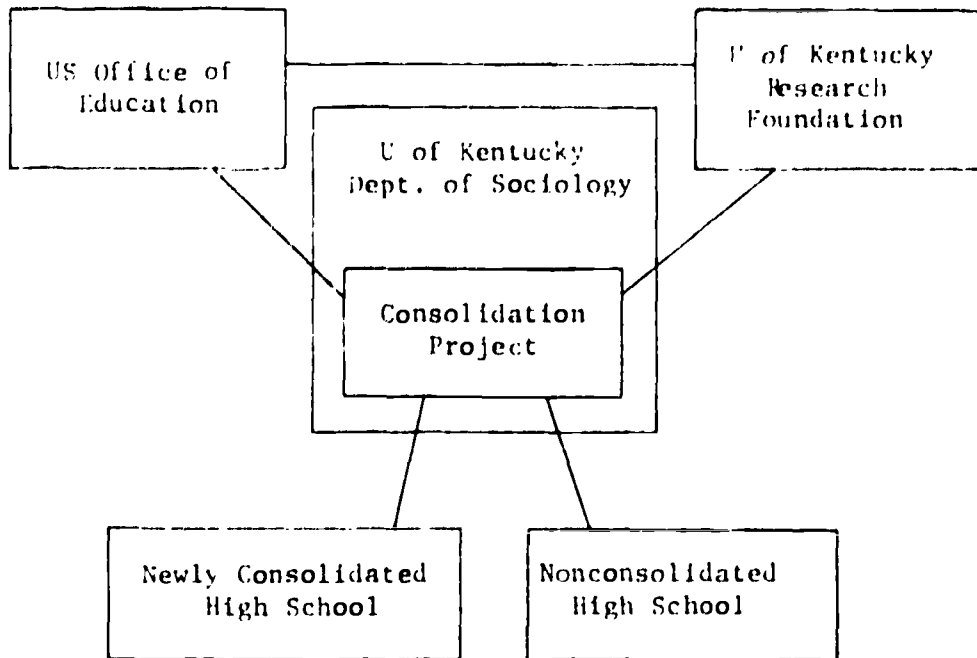 US Office of
Education
U of Kentucky
Research
Foundation
U of Kentucky
Dept. of Sociology
Consolidation
Project
Newly Consolidated
High School
Nonconsolidated
High School